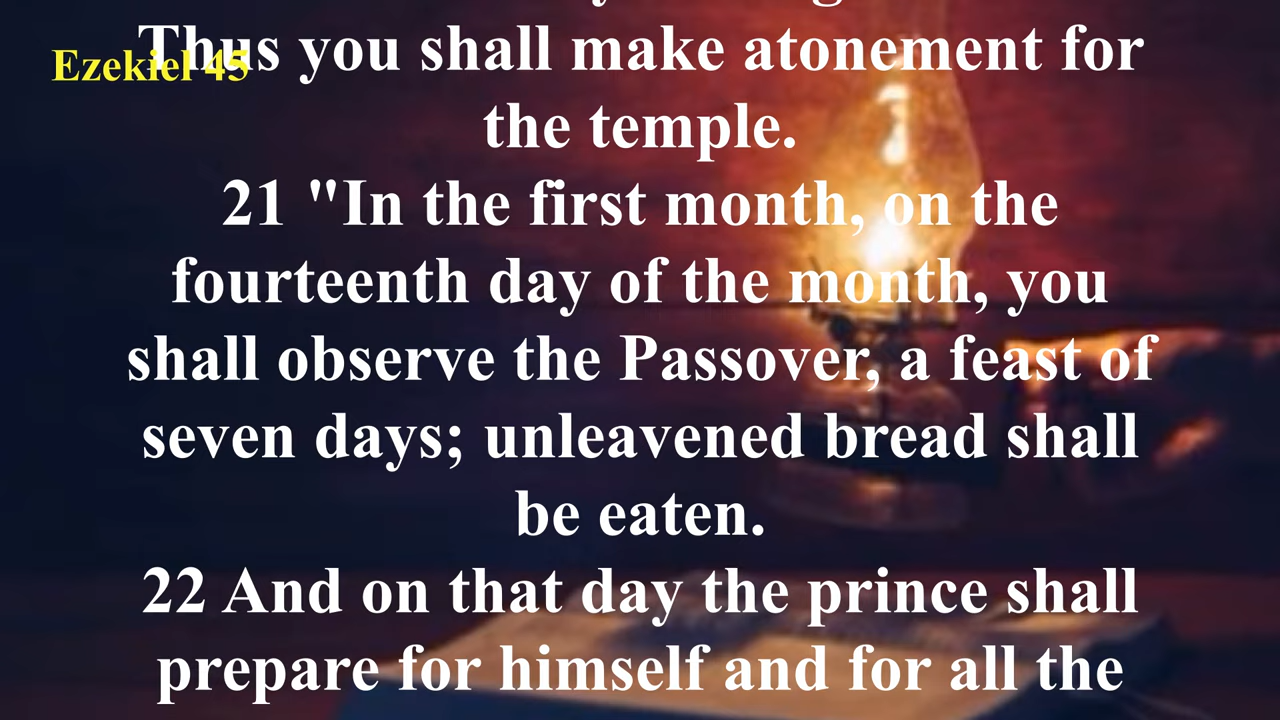 Ezekiel 45
Thus you shall make atonement for
the temple.
21 "In the first month, on the
fourteenth day of the month, you
shall observe the Passover, a feast of
seven days; unleavened bread shall
be eaten.
22 And on that day the prince shall
prepare for himself and for all the